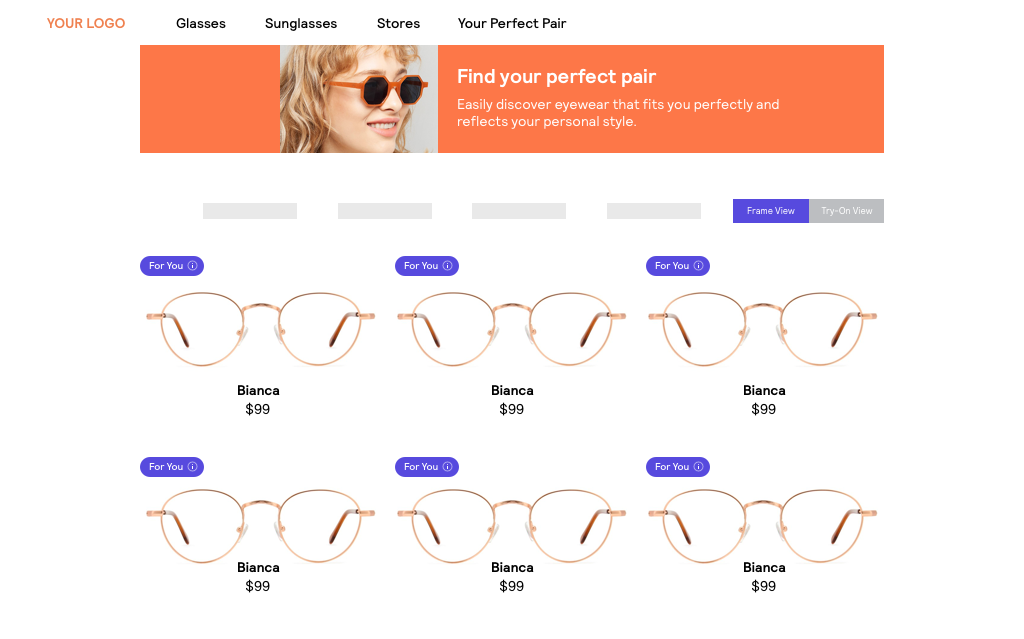 YOUR LOGO
Glasses
Sunglasses
Stores
Your Perfect Pair
Find your perfect pair
Easily discover eyewear that fits you perfectly and
reflects your personal style.
Frame View
Try-On View
For You
For You
For You
Bianca
Bianca
Bianca
$99
$99
$99
For You
For You
For You
Bianca
Bianca
Bianca
$99
$99
$99